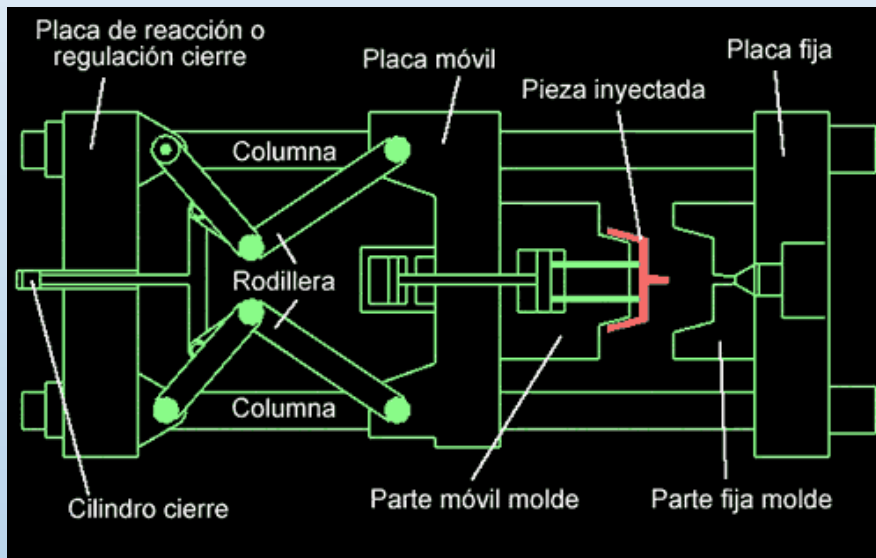 Placa de reacción o
regulación cierre
Placa móvil
Placa fija
Pieza inyectada
Columna
Rodillera
Columna
Cilindro cierre
Parte móvil molde
Parte fija molde